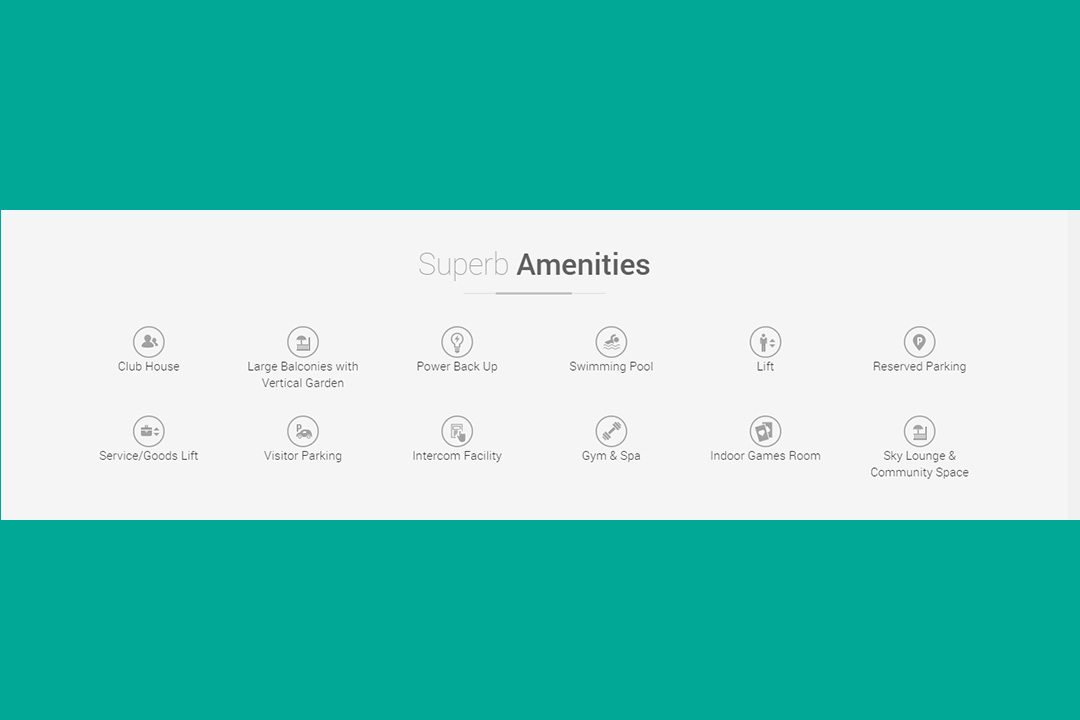 Superb Amenities
Club House
Large Balconies with
Vertical Garden
Power Back Up
Swimming Pool
Lift
Reserved Parking
Service/Goods Lift
Visitor Parking
Intercom Facility
Gym & Spa
Indoor Games Room
Sky Lounge &
Community Space